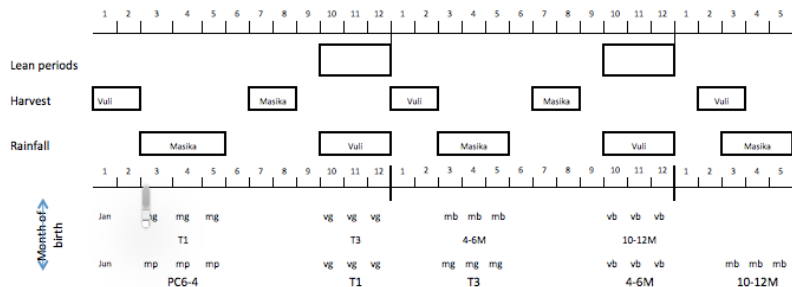 1 2 3 4 5 6 7 8 9 10 11 12 1 2 3 4 5 6 7 8 9 10 11 12 1 2 3 4 5
Lean periods
Harvest Vuli Masika Vuli Masika Vuli
Rainfall Masika Vuli Masika Vuli Masika
1 2 3 4 5 6 7 8 9 10 11 12 1 2 3 4 5 6 7 8 9 10 11 12 1 2 3 4 5
Month of birth
Jan mg mg vg vg vg mb mb mb vb vb vb
T1 T3 4-6M 10-12M
Jun mp mp mp vg vg vg mg mg mg vb vb vb mb mb mb
PC6-4 T1 T3 4-6M 10-12M